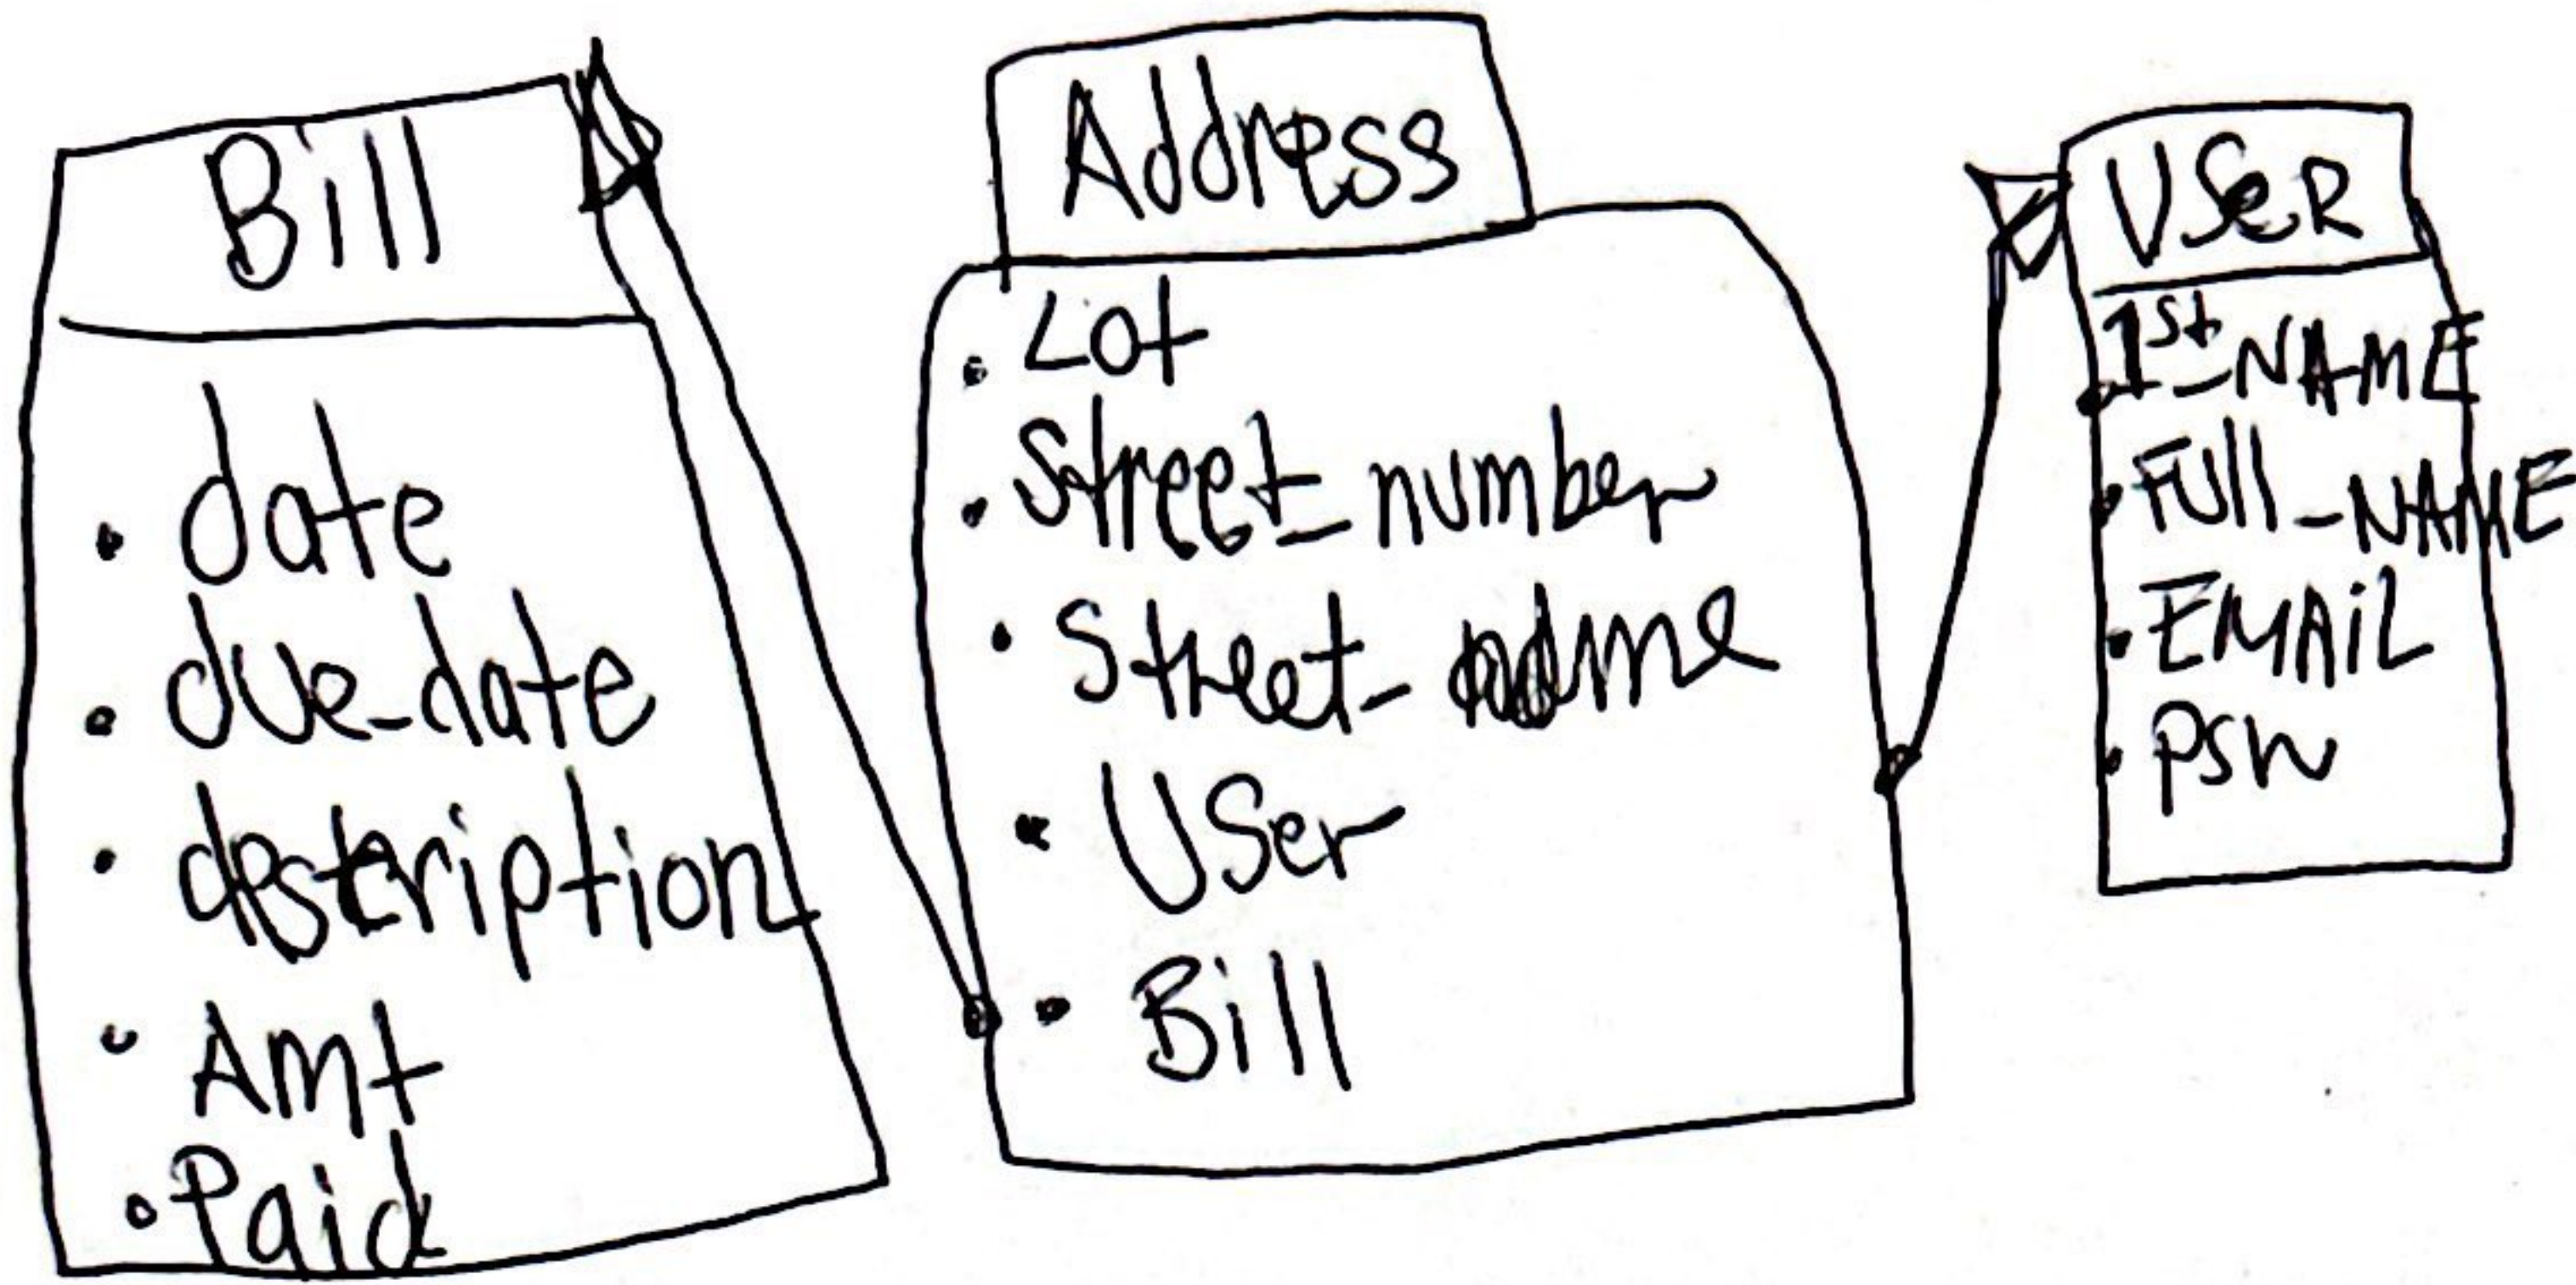 Bill
date
due_date
description
Amt
Paid
Address
Lot
Street_number
Street_name
User
Bill
USeR
1st_NAME
FUll_NAME
EMAiL
psw